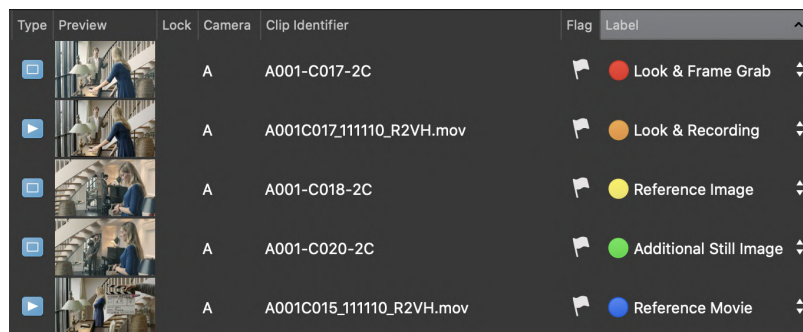 Type Preview Lock Camera Clip Identifier Flag Label
A A001-C017-2C Look & Frame Grab
A A001C017_111110_R2VH.mov Look & Recording
A A001-C018-2C Reference Image
A A001-C020-2C Additional Still Image
A A001C015_111110_R2VH.mov Reference Movie